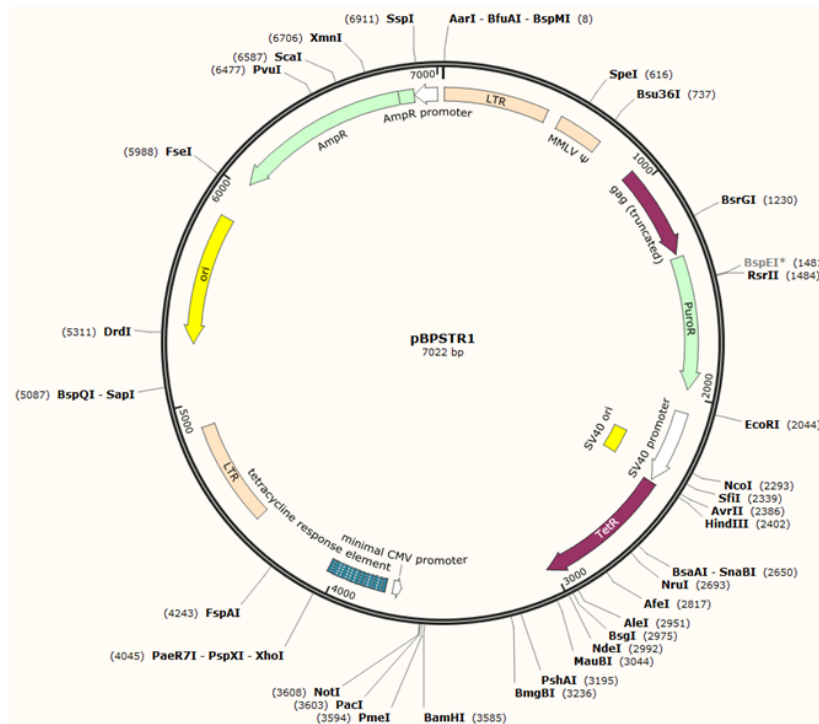 (6911) SspI
AarI - BfuAI - BspMI (8)
(6706) XmnI
(6587) ScaI
(6477) PvuI
7000
SpeI (616)
Bsu36I (737)
LTR
AmpR promoter
MMLV Ψ
AmpR
(5988) FseI
6000
1000
gag (truncated)
BsrGI (1230)
BspEI* (1481
RsrII (1484)
PuroR
ori
(5311) DrdI
pBPSTR1
7022 bp
(5087) BspQI - SapI
5000
2000
EcoRI (2044)
SV40 ori
SV40 promoter
LTR
tetracycline response element
minimal CMV promoter
TetR
NcoI (2293)
SfiI (2339)
AvrII (2386)
HindIII (2402)
BsaAI - SnaBI (2650)
NruI (2693)
AfeI (2817)
3000
4000
AleI (2951)
BsgI (2975)
NdeI (2992)
MauBI (3044)
PshAI (3195)
BmgBI (3236)
(4243) FspAI
(4045) PaeR7I - PspXI - XhoI
(3608) NotI
(3603) PacI
(3594) PmeI
BamHI (3585)